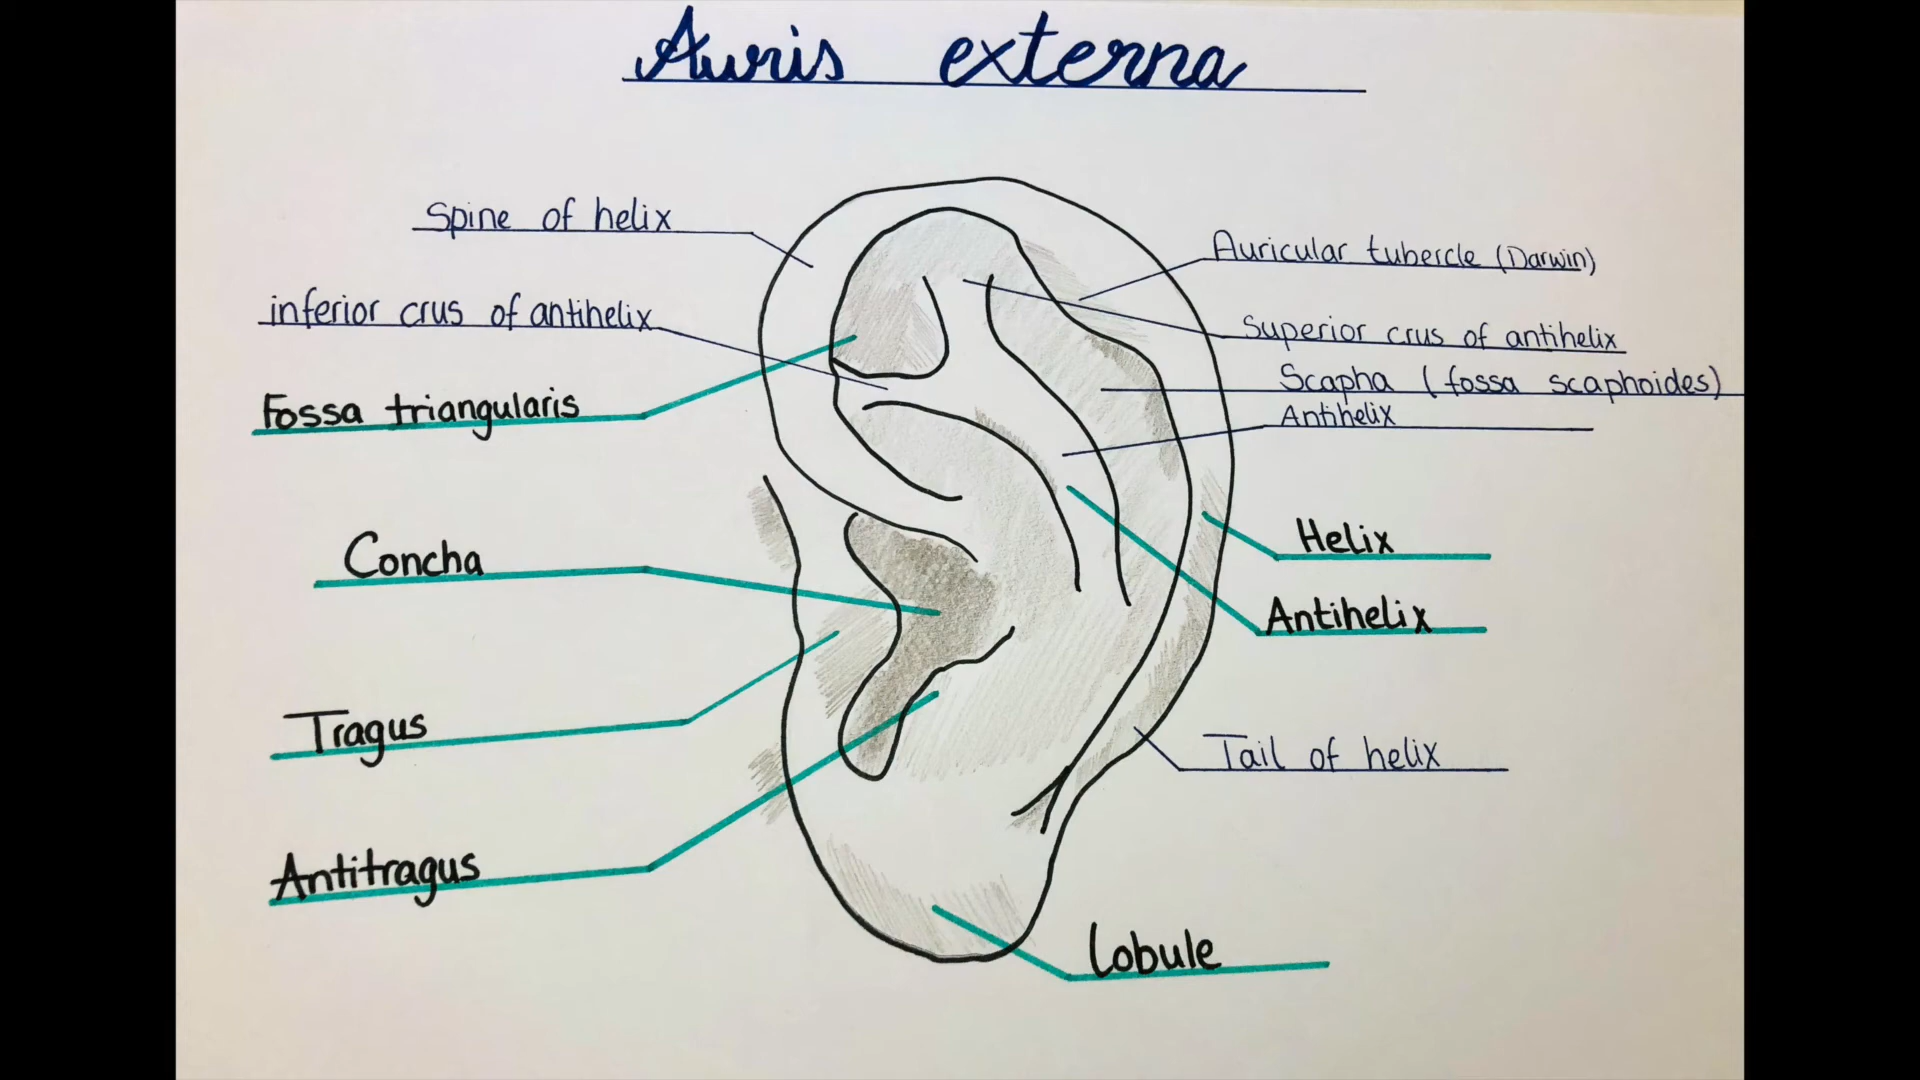 Auris externa
Spine of helix
inferior crus of antihelix
Fossa triangularis
Concha
Tragus
Antitragus
Auricular tubercle (Darwin)
Superior crus of antihelix
Scapha (fossa scaphoides)
Antihelix
Helix
Antihelix
Tail of helix
Lobule